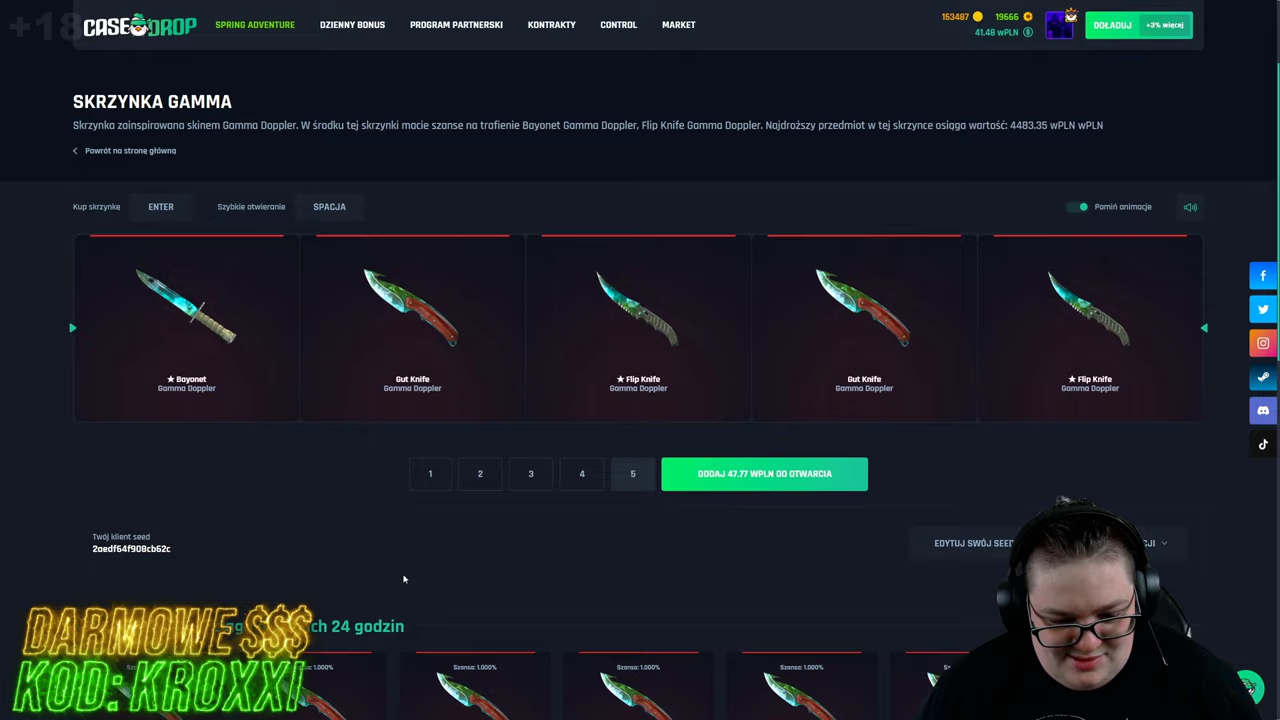 +18
CASE DROP
SPRING ADVENTURE
DZIENNY BONUS
PROGRAM PARTNERSKI
KONTRAKTY
CONTROL
MARKET
153487
19666
41.48 wPLN
DOŁADUJ
+3% więcej
SKRZYNKA GAMMA
Skrzynka zainspirowana skinem Gamma Doppler. W środku tej skrzynki macie szanse na trafienie Bayonet Gamma Doppler, Flip Knife Gamma Doppler. Najdroższy przedmiot w tej skrzynce osiąga wartość: 4483.35 wPLN wPLN
Powrót na stronę główną
Kup skrzynkę
ENTER
Szybkie otwieranie
SPACJA
Pomiń animacje
★ Bayonet
Gamma Doppler
Gut Knife
Gamma Doppler
★ Flip Knife
Gamma Doppler
Gut Knife
Gamma Doppler
★ Flip Knife
Gamma Doppler
1
2
3
4
5
DODAJ 47.77 WPLN DO OTWARCIA
Twój klient seed
2aedf64f908cb62c
EDYTUJ SWÓJ SEED
24 godzin
DARMOWE $$$
KOD: KROXXI
1.000%
Szansa: 1.000%
Szansa: 1.000%
Szansa: 1.000%